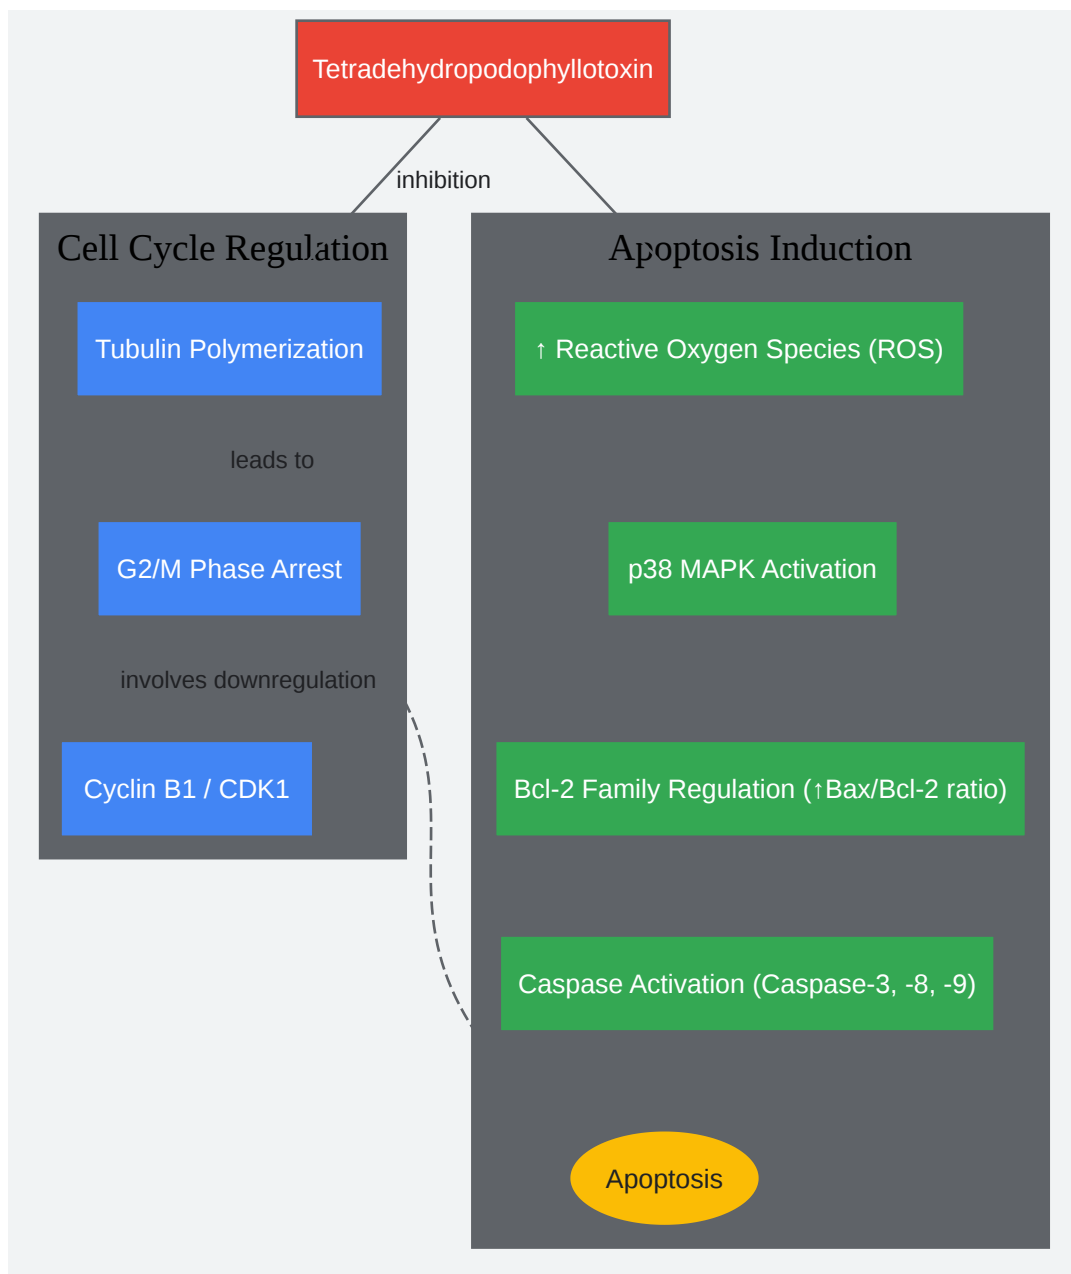 Tetradehydropodophyllotoxin
inhibition
Cell Cycle Regulation
Tubulin Polymerization
leads to
G2/M Phase Arrest
involves downregulation
Cyclin B1 / CDK1
Apoptosis Induction
↑ Reactive Oxygen Species (ROS)
p38 MAPK Activation
Bcl-2 Family Regulation (↑Bax/Bcl-2 ratio)
Caspase Activation (Caspase-3, -8, -9)
Apoptosis